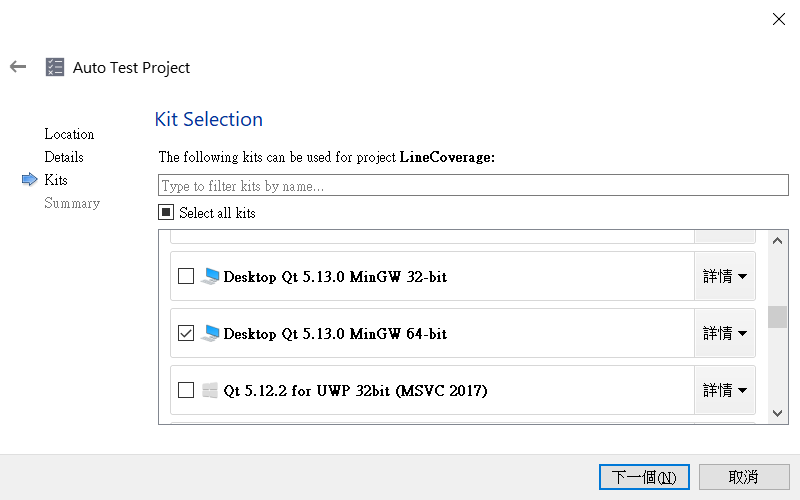 Auto Test Project
Location
Details
Kits
Summary
Kit Selection
The following kits can be used for project LineCoverage:
Type to filter kits by name...
Select all kits
Desktop Qt 5.13.0 MinGW 32-bit 詳情
Desktop Qt 5.13.0 MinGW 64-bit 詳情
Qt 5.12.2 for UWP 32bit (MSVC 2017) 詳情
下一個(N) 取消